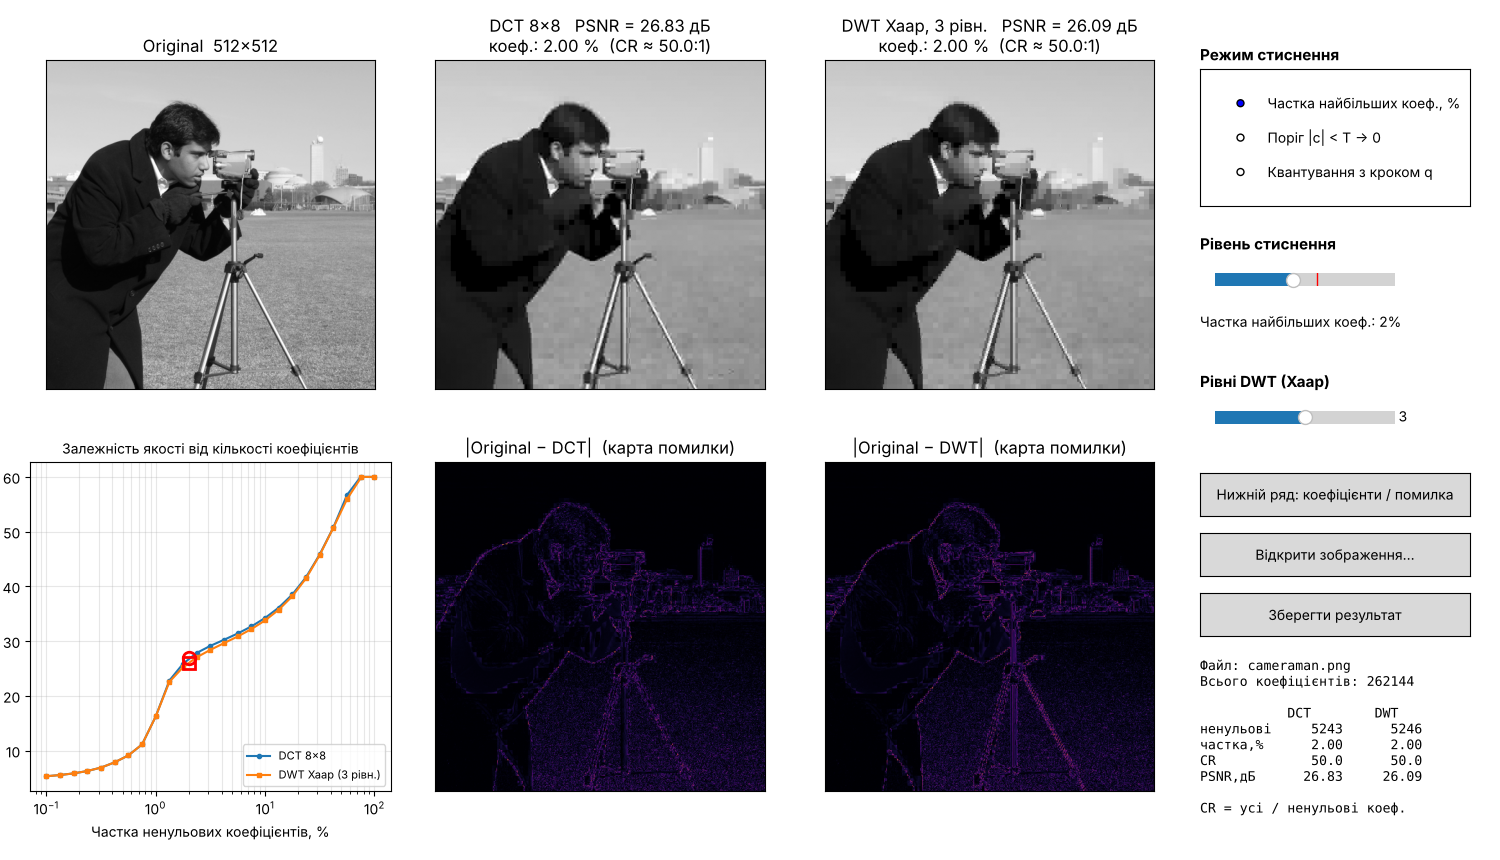 Original  512×512
DCT 8×8   PSNR = 26.83 дБ
коеф.: 2.00 %  (CR ≈ 50.0:1)
DWT Хаар, 3 рівн.   PSNR = 26.09 дБ
коеф.: 2.00 %  (CR ≈ 50.0:1)
Режим стиснення
Частка найбільших коеф., %
Поріг |c| < T → 0
Квантування з кроком q
Рівень стиснення
Частка найбільших коеф.: 2%
Рівні DWT (Хаар)
3
Залежність якості від кількості коефіцієнтів
60
50
40
30
20
10
DCT 8×8
DWT Хаар (3 рівн.)
10⁻¹ 10⁰ 10¹ 10²
Частка ненульових коефіцієнтів, %
|Original − DCT|  (карта помилки)
|Original − DWT|  (карта помилки)
Нижній ряд: коефіцієнти / помилка
Відкрити зображення...
Зберегти результат
Файл: cameraman.png
Всього коефіцієнтів: 262144
DCT DWT
ненульові 5243 5246
частка,% 2.00 2.00
CR 50.0 50.0
PSNR,дБ 26.83 26.09
CR = усі / ненульові коеф.